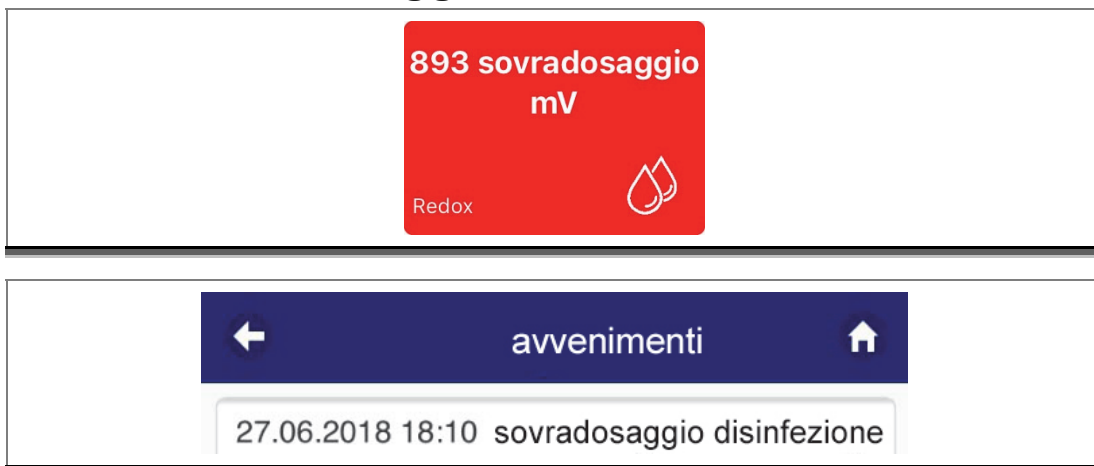 893 sovradosaggio
mV
Redox
avvenimenti
27.06.2018 18:10 sovradosaggio disinfezione